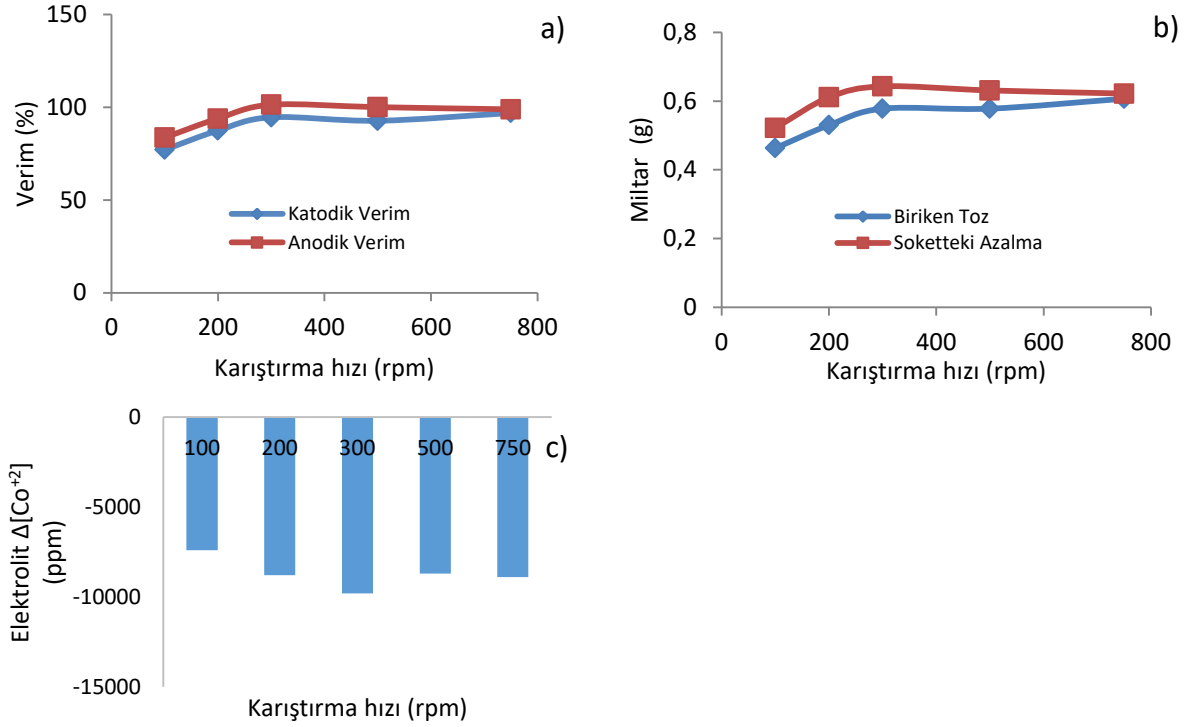 a)
150
100
50
0
Verim (%)
Katodik Verim
Anodik Verim
0 200 400 600 800
Karıştırma hızı (rpm)
b)
0,8
0,6
0,4
0,2
0
Miltar (g)
Biriken Toz
Soketteki Azalma
0 200 400 600 800
Karıştırma hızı (rpm)
c)
0
-5000
-10000
-15000
Elektrolit Δ[Co⁺²]
(ppm)
100 200 300 500 750
Karıştırma hızı (rpm)